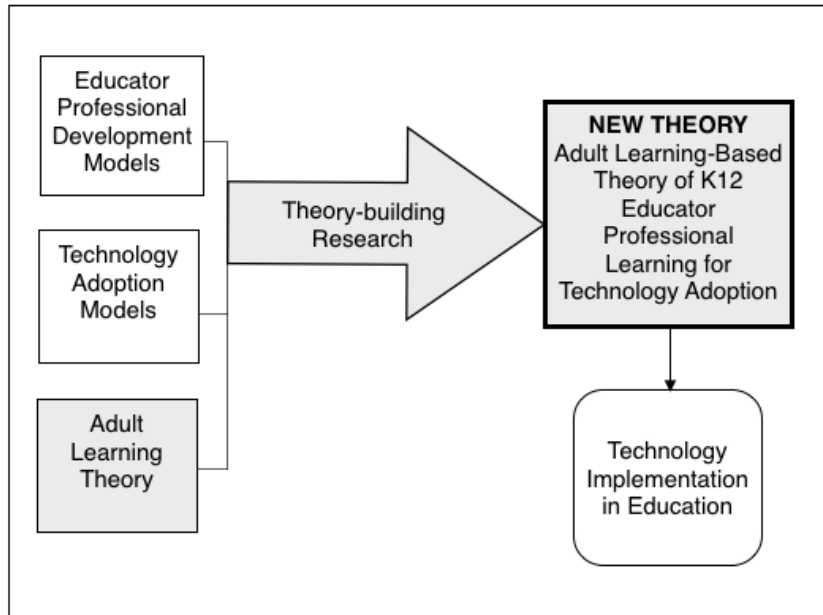 Educator
Professional
Development
Models
Technology
Adoption
Models
Adult
Learning
Theory
Theory-building
Research
NEW THEORY
Adult Learning-Based
Theory of K12
Educator
Professional
Learning for
Technology Adoption
Technology
Implementation
in Education